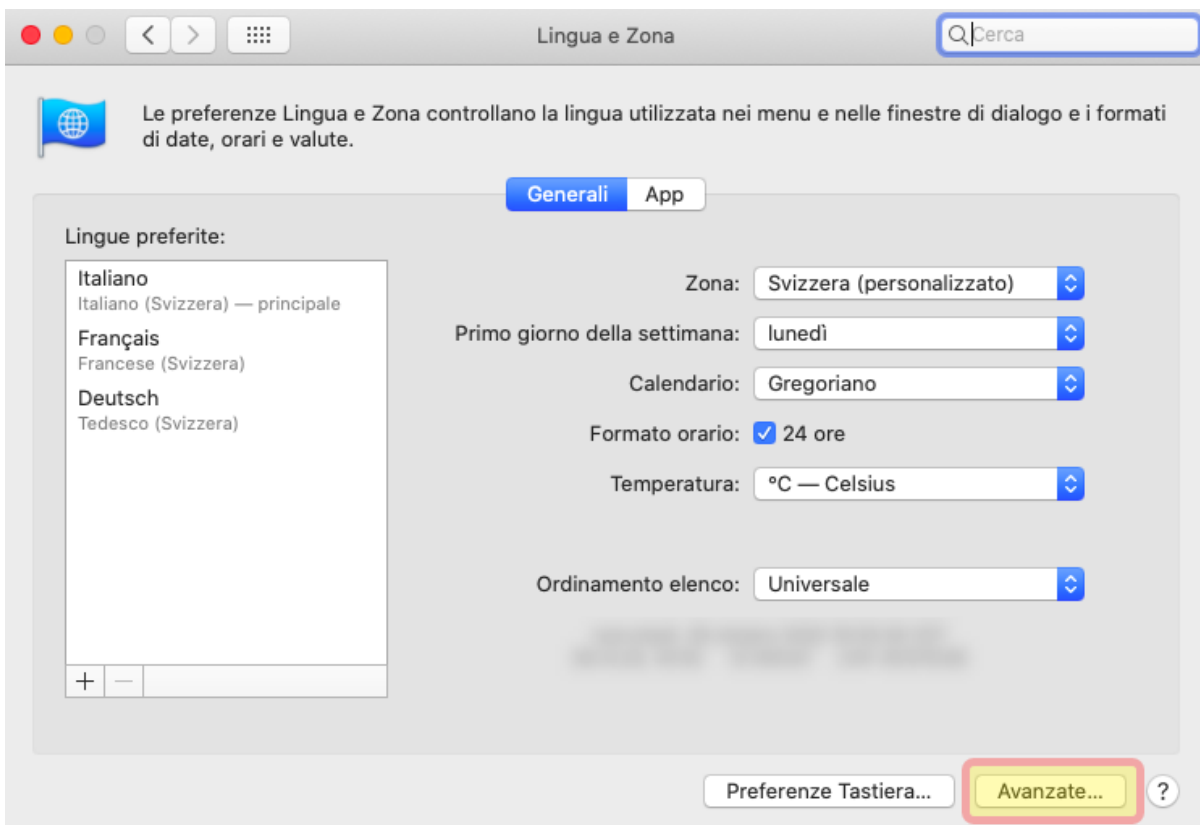 Lingua e Zona
Cerca
Le preferenze Lingua e Zona controllano la lingua utilizzata nei menu e nelle finestre di dialogo e i formati
di date, orari e valute.
Generali App
Lingue preferite:
Italiano
Italiano (Svizzera) — principale
Français
Francese (Svizzera)
Deutsch
Tedesco (Svizzera)
Zona: Svizzera (personalizzato)
Primo giorno della settimana: lunedì
Calendario: Gregoriano
Formato orario: 24 ore
Temperatura: °C — Celsius
Ordinamento elenco: Universale
Preferenze Tastiera... Avanzate... ?